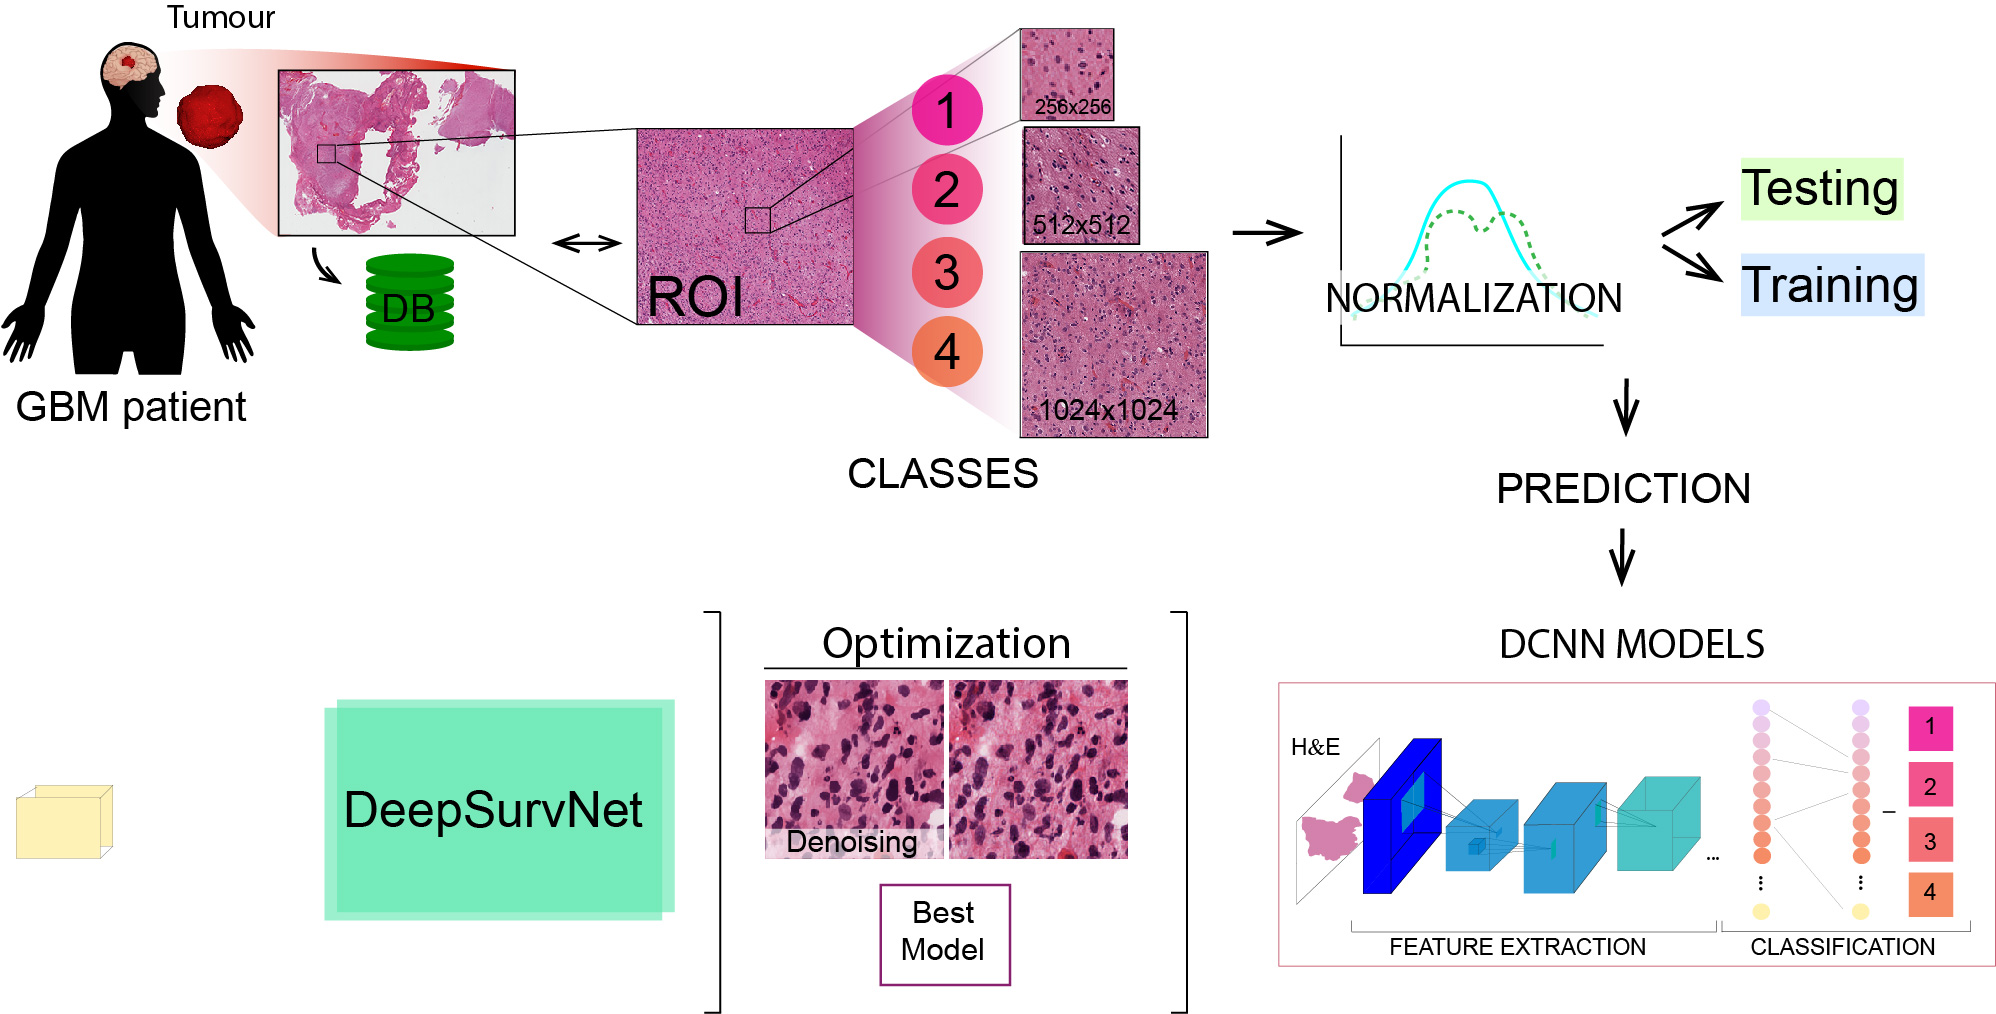 Tumour
GBM patient
DB
ROI
1
2
3
4
256x256
512x512
1024x1024
CLASSES
NORMALIZATION
Testing
Training
PREDICTION
DCNN MODELS
H&E
...
1
2
3
4
FEATURE EXTRACTION
CLASSIFICATION
Optimization
Denoising
Best
Model
DeepSurvNet